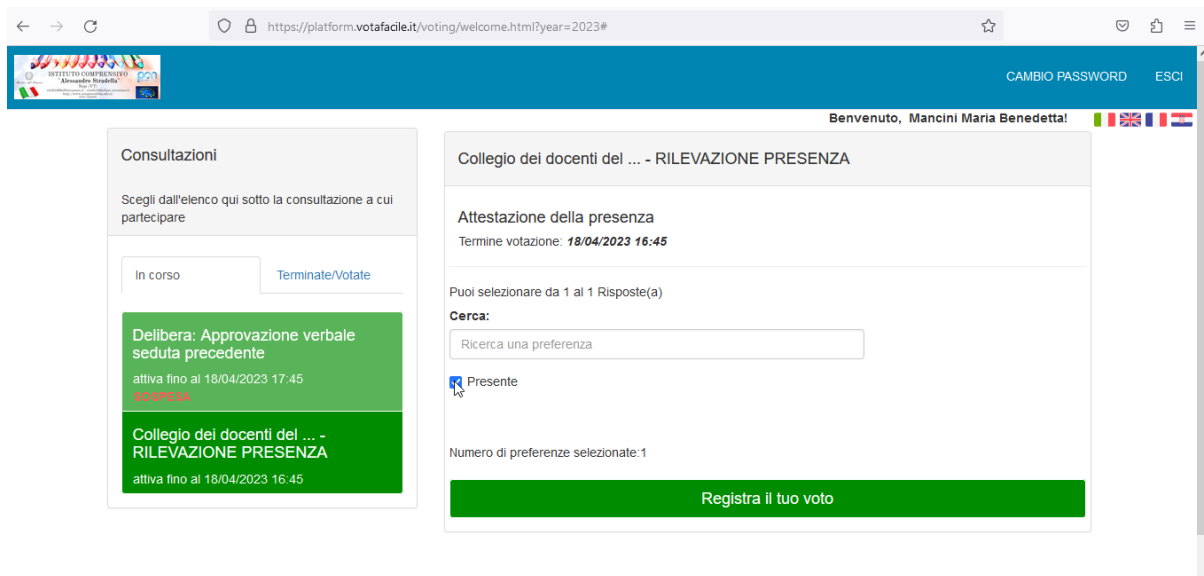 https://platform.votafacile.it/voting/welcome.html?year=2023#
ISTITUTO COMPRENSIVO
"Alessandro Stradella"
CAMBIO PASSWORD ESCI
Benvenuto, Mancini Maria Benedetta!
Consultazioni
Scegli dall'elenco qui sotto la consultazione a cui
partecipare
In corso Terminate/Votate
Delibera: Approvazione verbale
seduta precedente
attiva fino al 18/04/2023 17:45
SOSPESA
Collegio dei docenti del ... -
RILEVAZIONE PRESENZA
attiva fino al 18/04/2023 16:45
Collegio dei docenti del ... - RILEVAZIONE PRESENZA
Attestazione della presenza
Termine votazione: 18/04/2023 16:45
Puoi selezionare da 1 al 1 Risposte(a)
Cerca:
Ricerca una preferenza
Presente
Numero di preferenze selezionate:1
Registra il tuo voto